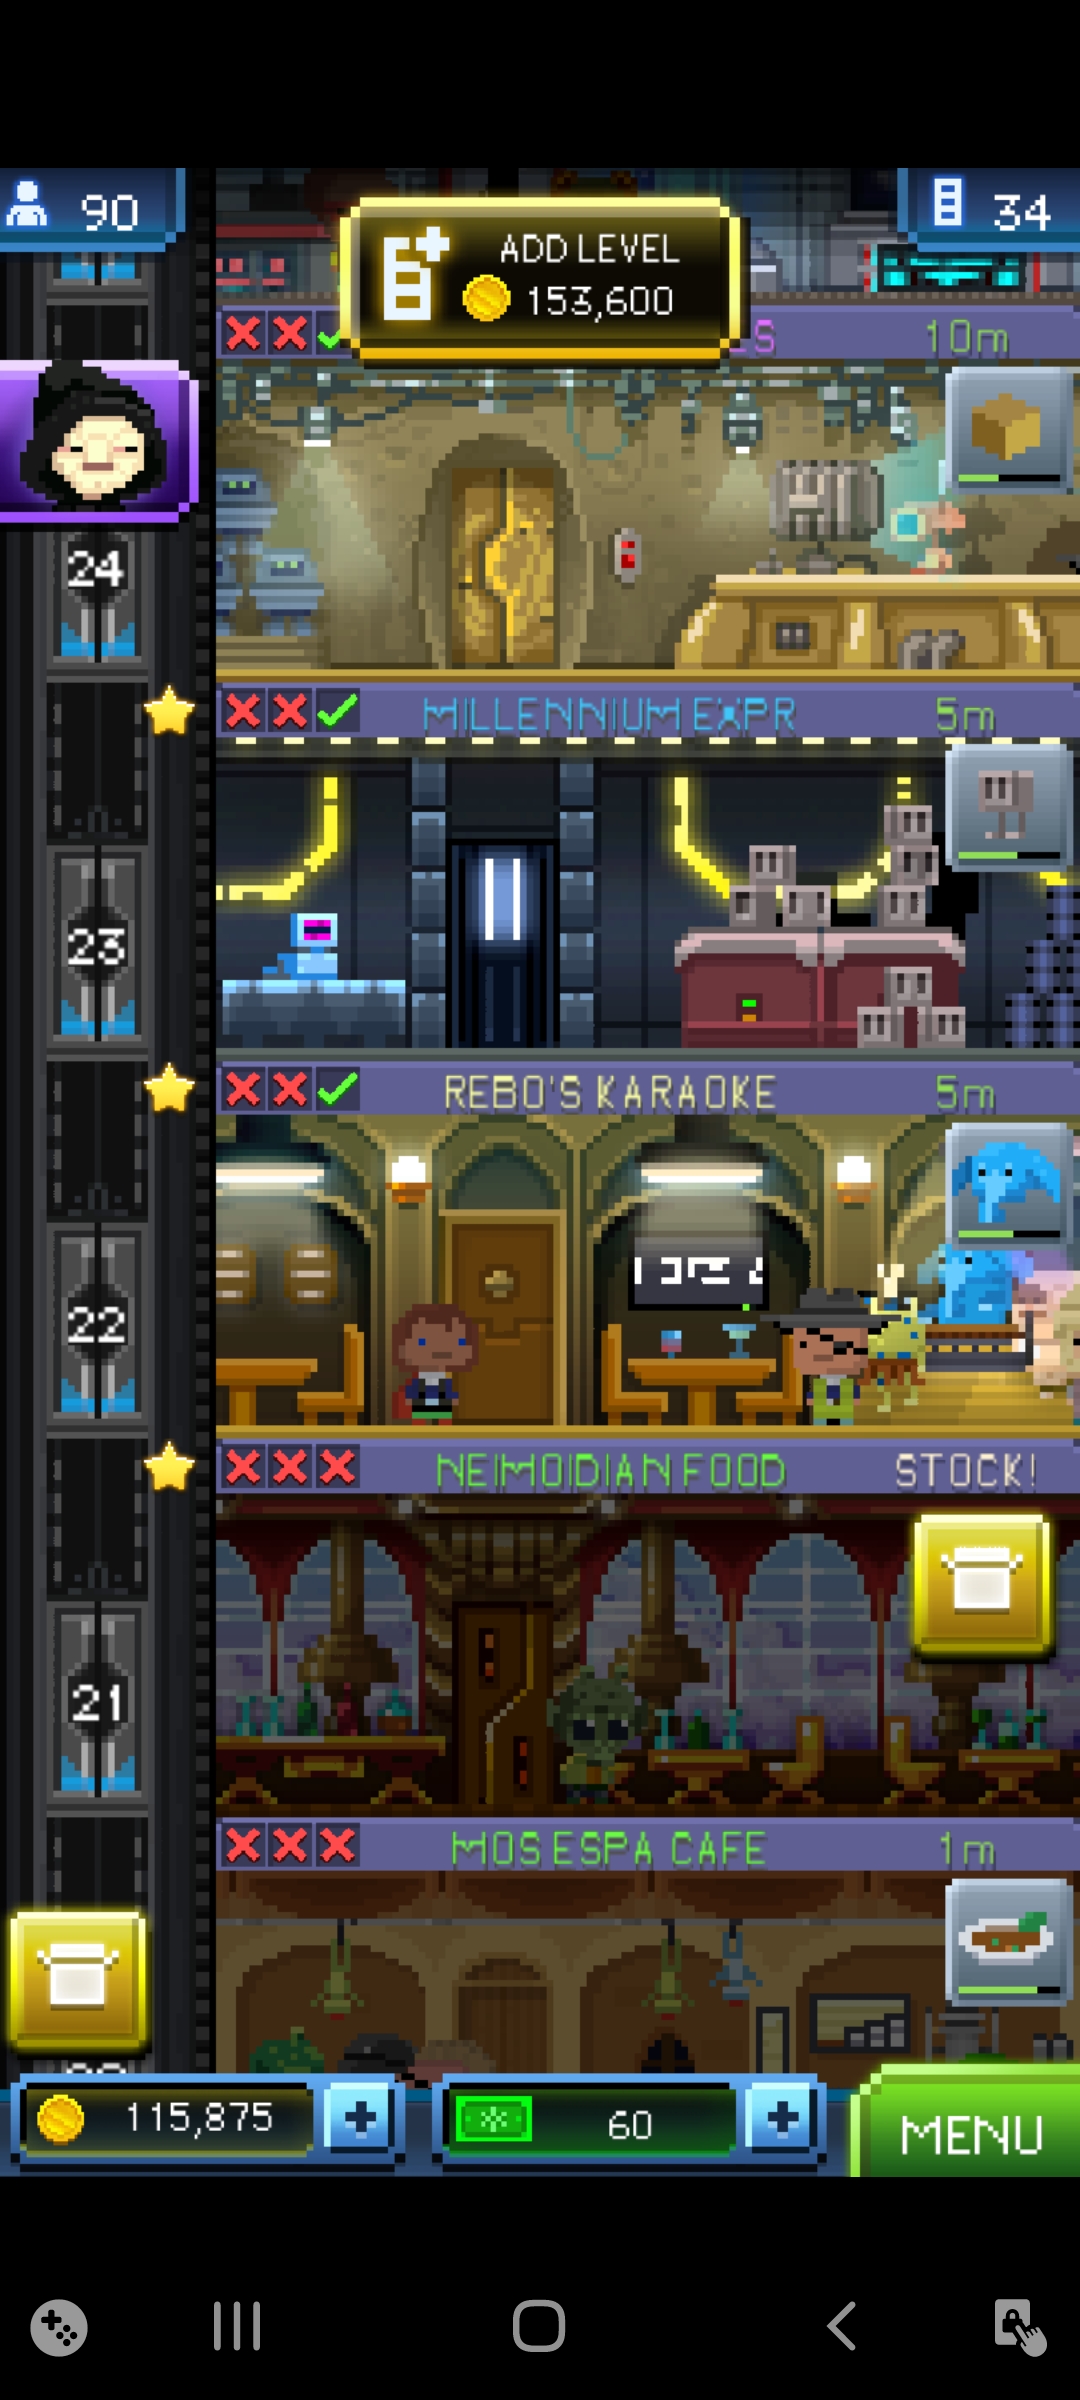 90
ADD LEVEL
153,600
34
10m
24
MILLENNIUM EXPR
5m
23
REBO'S KARAOKE
5m
22
NEIMOIDIAN FOOD
STOCK!
21
MOS ESPA CAFE
1m
115,875
60
MENU